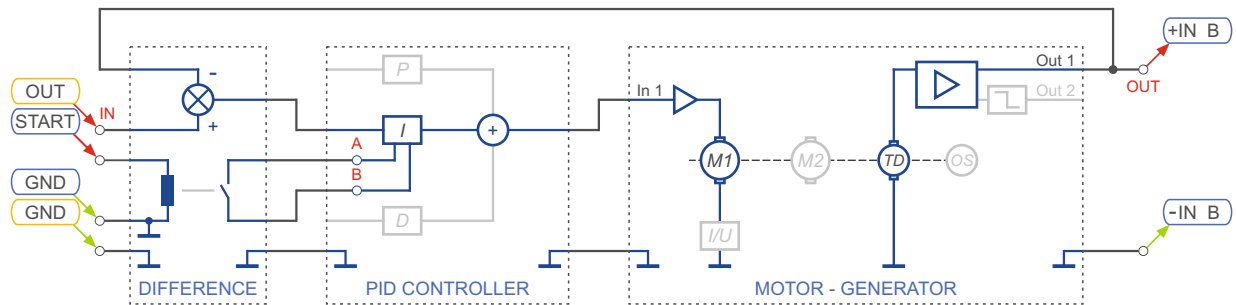 +IN B
Out 1
OUT
- 
P
In 1
Out 2
OUT
IN
START
+
A
I
+
M1
M2
TD
OS
B
GND
GND
D
I/U
-IN B
DIFFERENCE
PID CONTROLLER
MOTOR - GENERATOR